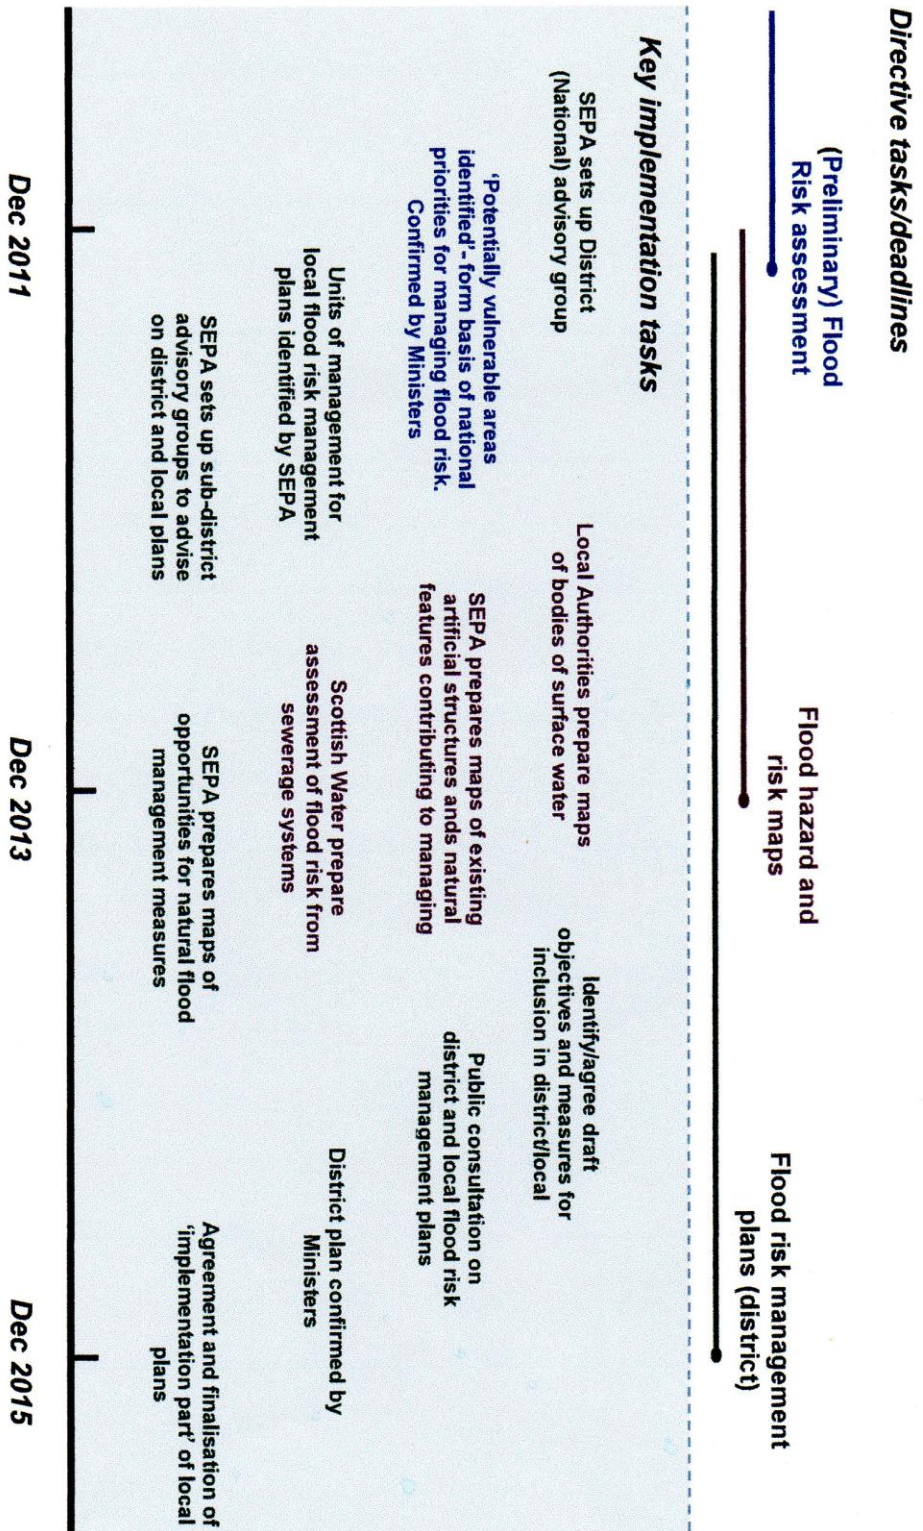 Directive tasks/deadlines
(Preliminary) Flood
Risk assessment
Flood hazard and
risk maps
Flood risk management
plans (district)
Key implementation tasks
SEPA sets up District
(National) advisory group
'Potentially vulnerable areas
identified'- form basis of national
priorities for managing flood risk.
Confirmed by Ministers
Units of management for
local flood risk management
plans identified by SEPA
SEPA sets up sub-district
advisory groups to advise
on district and local plans
Local Authorities prepare maps
of bodies of surface water
SEPA prepares maps of existing
artificial structures ands natural
features contributing to managing
Scottish Water prepare
assessment of flood risk from
sewerage systems
SEPA prepares maps of
opportunities for natural flood
management measures
Identify/agree draft
objectives and measures for
inclusion in district/local
Public consultation on
district and local flood risk
management plans
District plan confirmed by
Ministers
Agreement and finalisation of
'implementation part' of local
plans
Dec 2011
Dec 2013
Dec 2015